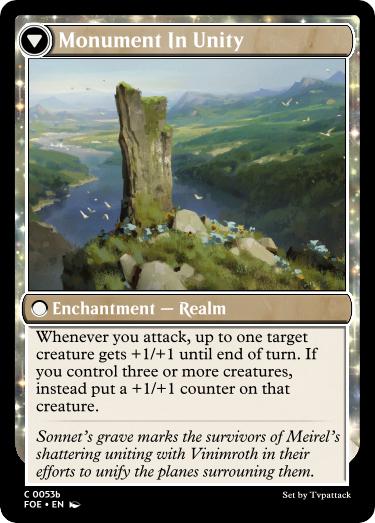 Monument In Unity
Enchantment — Realm
Whenever you attack, up to one target
creature gets +1/+1 until end of turn. If
you control three or more creatures,
instead put a +1/+1 counter on that
creature.
Sonnet's grave marks the survivors of Meirel's
shattering uniting with Vinimroth in their
efforts to unify the planes surrouning them.
C 0053b
FOE • EN
Set by Tvpattack